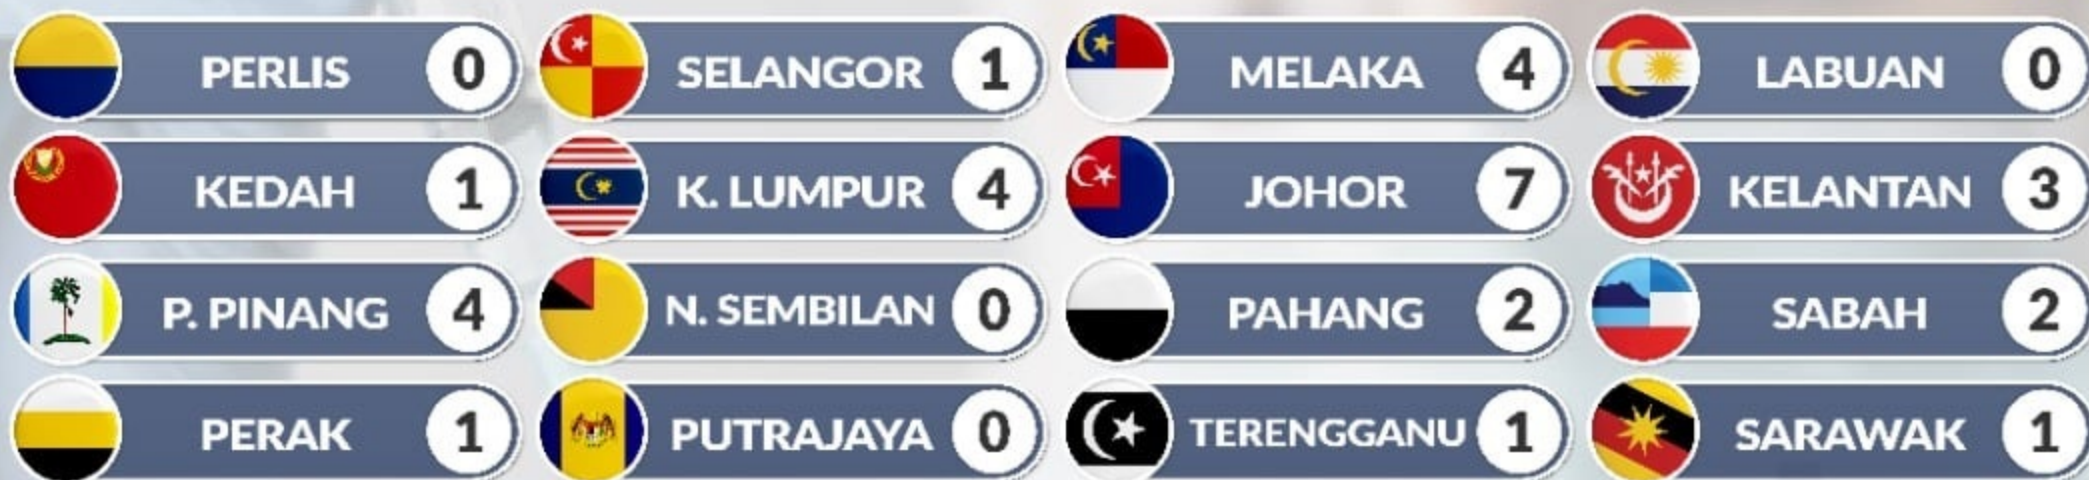 PERLIS 0
SELANGOR 1
MELAKA 4
LABUAN 0
KEDAH 1
K. LUMPUR 4
JOHOR 7
KELANTAN 3
P. PINANG 4
N. SEMBILAN 0
PAHANG 2
SABAH 2
PERAK 1
PUTRAJAYA 0
TERENGGANU 1
SARAWAK 1